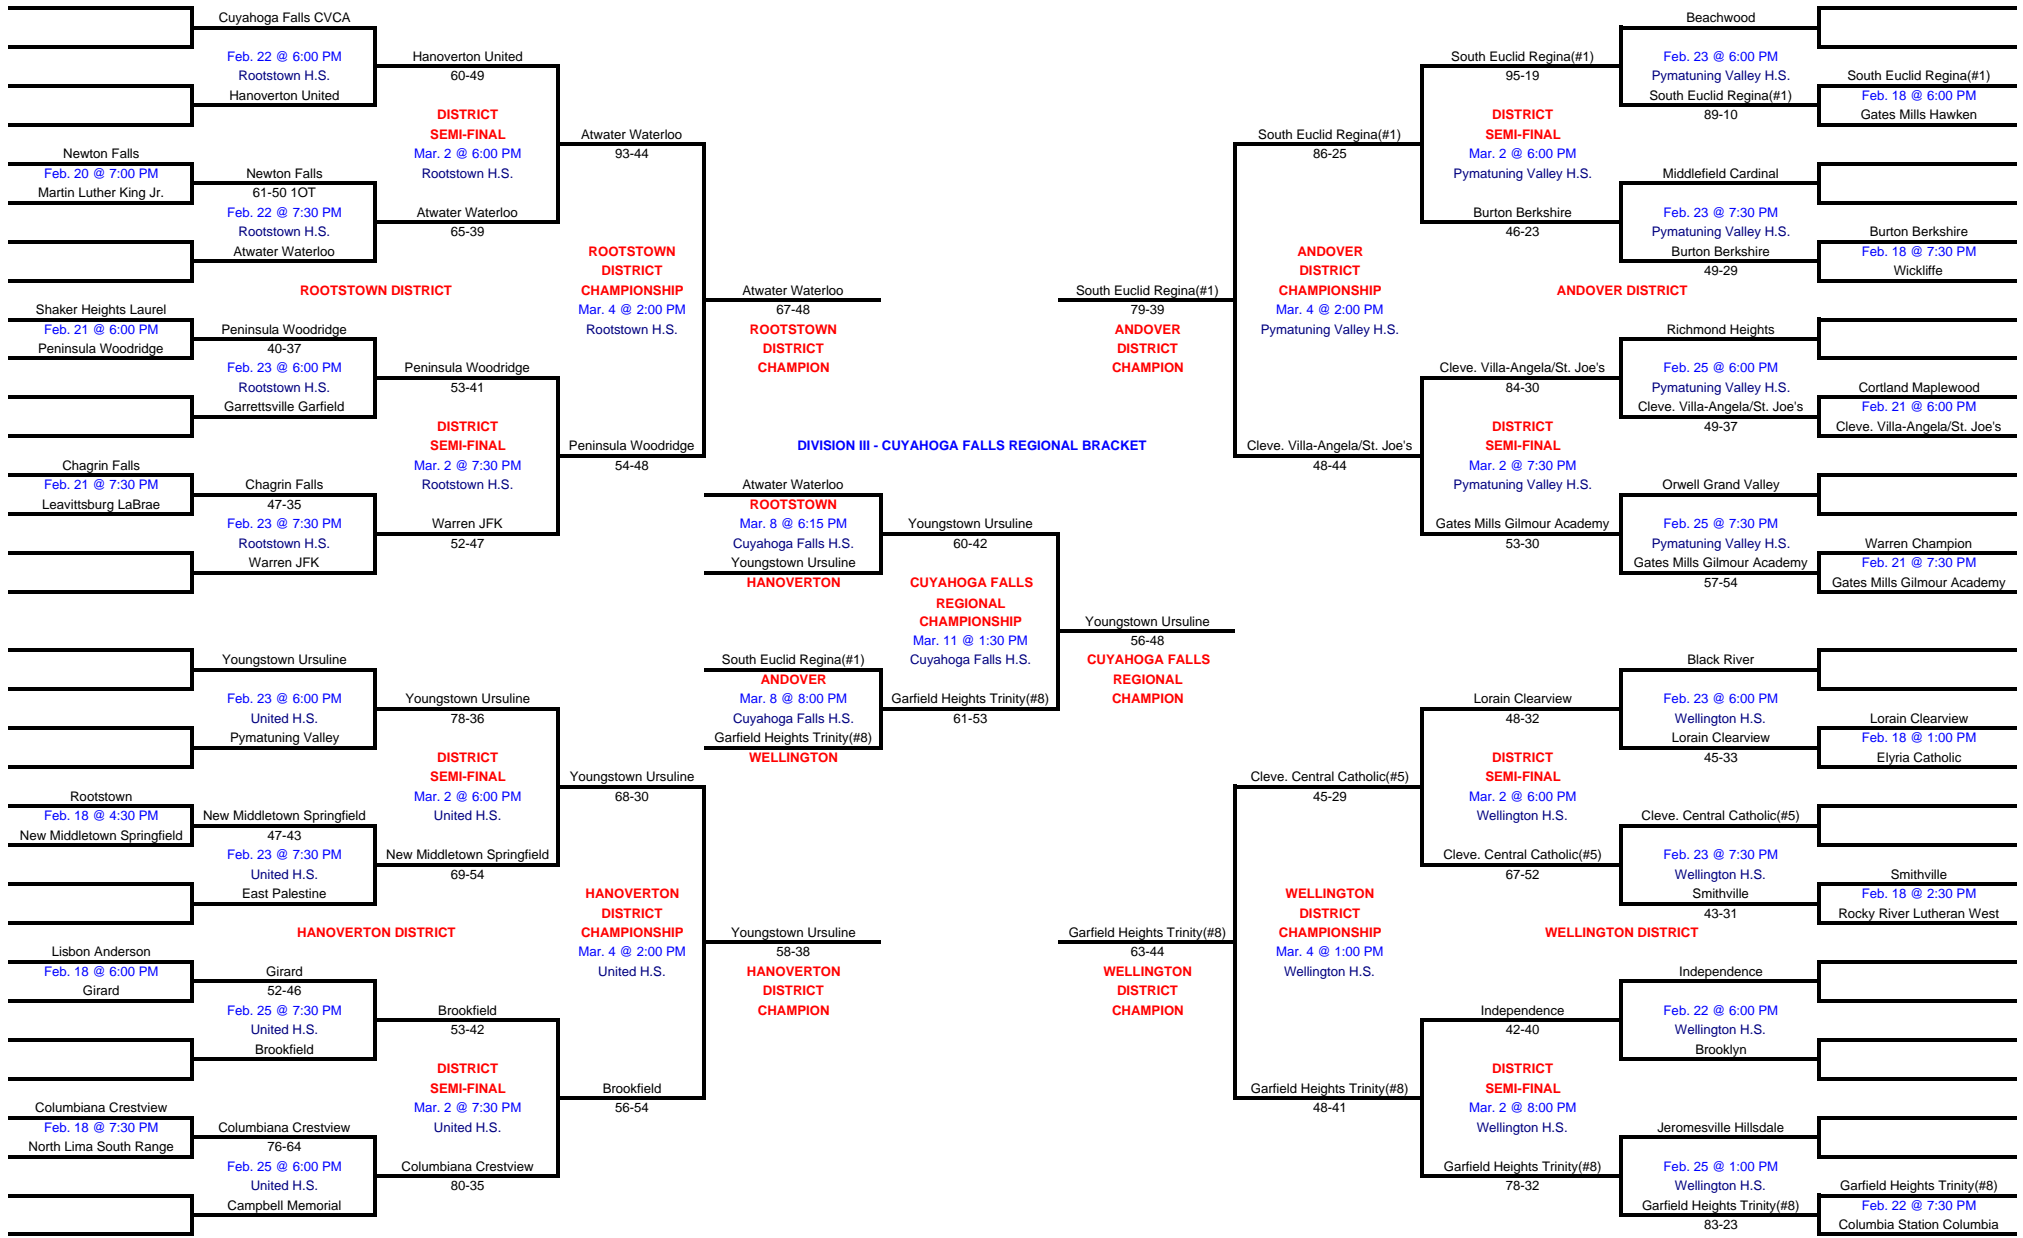 Cuyahoga Falls CVCA
Feb. 22 @ 6:00 PM
Rootstown H.S.
Hanoverton United
Hanoverton United
60-49
DISTRICT
SEMI-FINAL
Mar. 2 @ 6:00 PM
Rootstown H.S.
Newton Falls
Feb. 20 @ 7:00 PM
Martin Luther King Jr.
Newton Falls
61-50 1OT
Feb. 22 @ 7:30 PM
Rootstown H.S.
Atwater Waterloo
Atwater Waterloo
65-39
Atwater Waterloo
93-44
ROOTSTOWN
DISTRICT
CHAMPIONSHIP
Mar. 4 @ 2:00 PM
Rootstown H.S.
ROOTSTOWN DISTRICT
Shaker Heights Laurel
Feb. 21 @ 6:00 PM
Peninsula Woodridge
Peninsula Woodridge
40-37
Feb. 23 @ 6:00 PM
Rootstown H.S.
Garrettsville Garfield
Peninsula Woodridge
53-41
DISTRICT
SEMI-FINAL
Mar. 2 @ 7:30 PM
Rootstown H.S.
Chagrin Falls
Feb. 21 @ 7:30 PM
Leavittsburg LaBrae
Chagrin Falls
47-35
Feb. 23 @ 7:30 PM
Rootstown H.S.
Warren JFK
Warren JFK
52-47
Peninsula Woodridge
54-48
Atwater Waterloo
67-48
ROOTSTOWN
DISTRICT
CHAMPION
Beachwood
Feb. 23 @ 6:00 PM
Pymatuning Valley H.S.
South Euclid Regina(#1)
89-10
South Euclid Regina(#1)
Feb. 18 @ 6:00 PM
Gates Mills Hawken
South Euclid Regina(#1)
95-19
DISTRICT
SEMI-FINAL
Mar. 2 @ 6:00 PM
Pymatuning Valley H.S.
Middlefield Cardinal
Feb. 23 @ 7:30 PM
Pymatuning Valley H.S.
Burton Berkshire
49-29
Burton Berkshire
Feb. 18 @ 7:30 PM
Wickliffe
Burton Berkshire
46-23
South Euclid Regina(#1)
86-25
ANDOVER
DISTRICT
CHAMPIONSHIP
Mar. 4 @ 2:00 PM
Pymatuning Valley H.S.
ANDOVER DISTRICT
South Euclid Regina(#1)
79-39
ANDOVER
DISTRICT
CHAMPION
Richmond Heights
Feb. 25 @ 6:00 PM
Pymatuning Valley H.S.
Cleve. Villa-Angela/St. Joe's
49-37
Cortland Maplewood
Feb. 21 @ 6:00 PM
Cleve. Villa-Angela/St. Joe's
Cleve. Villa-Angela/St. Joe's
84-30
DISTRICT
SEMI-FINAL
Mar. 2 @ 7:30 PM
Pymatuning Valley H.S.
Cleve. Villa-Angela/St. Joe's
48-44
Orwell Grand Valley
Feb. 25 @ 7:30 PM
Pymatuning Valley H.S.
Gates Mills Gilmour Academy
57-54
Warren Champion
Feb. 21 @ 7:30 PM
Gates Mills Gilmour Academy
Gates Mills Gilmour Academy
53-30
DIVISION III - CUYAHOGA FALLS REGIONAL BRACKET
Atwater Waterloo
ROOTSTOWN
Mar. 8 @ 6:15 PM
Cuyahoga Falls H.S.
Youngstown Ursuline
HANOVERTON
Youngstown Ursuline
60-42
CUYAHOGA FALLS
REGIONAL
CHAMPIONSHIP
Mar. 11 @ 1:30 PM
Cuyahoga Falls H.S.
South Euclid Regina(#1)
ANDOVER
Mar. 8 @ 8:00 PM
Cuyahoga Falls H.S.
Garfield Heights Trinity(#8)
WELLINGTON
Garfield Heights Trinity(#8)
61-53
Youngstown Ursuline
56-48
CUYAHOGA FALLS
REGIONAL
CHAMPION
Youngstown Ursuline
Feb. 23 @ 6:00 PM
United H.S.
Pymatuning Valley
Youngstown Ursuline
78-36
DISTRICT
SEMI-FINAL
Mar. 2 @ 6:00 PM
United H.S.
Rootstown
Feb. 18 @ 4:30 PM
New Middletown Springfield
New Middletown Springfield
47-43
Feb. 23 @ 7:30 PM
United H.S.
East Palestine
New Middletown Springfield
69-54
Youngstown Ursuline
68-30
HANOVERTON
DISTRICT
CHAMPIONSHIP
Mar. 4 @ 2:00 PM
United H.S.
HANOVERTON DISTRICT
Youngstown Ursuline
58-38
HANOVERTON
DISTRICT
CHAMPION
Lisbon Anderson
Feb. 18 @ 6:00 PM
Girard
Girard
52-46
Feb. 25 @ 7:30 PM
United H.S.
Brookfield
Brookfield
53-42
DISTRICT
SEMI-FINAL
Mar. 2 @ 7:30 PM
United H.S.
Brookfield
56-54
Columbiana Crestview
Feb. 18 @ 7:30 PM
North Lima South Range
Columbiana Crestview
76-64
Feb. 25 @ 6:00 PM
United H.S.
Campbell Memorial
Columbiana Crestview
80-35
Black River
Feb. 23 @ 6:00 PM
Wellington H.S.
Lorain Clearview
45-33
Lorain Clearview
Feb. 18 @ 1:00 PM
Elyria Catholic
Lorain Clearview
48-32
DISTRICT
SEMI-FINAL
Mar. 2 @ 6:00 PM
Wellington H.S.
Cleve. Central Catholic(#5)
45-29
Cleve. Central Catholic(#5)
Feb. 23 @ 7:30 PM
Wellington H.S.
Smithville
43-31
Smithville
Feb. 18 @ 2:30 PM
Rocky River Lutheran West
Cleve. Central Catholic(#5)
67-52
WELLINGTON
DISTRICT
CHAMPIONSHIP
Mar. 4 @ 1:00 PM
Wellington H.S.
WELLINGTON DISTRICT
Garfield Heights Trinity(#8)
63-44
WELLINGTON
DISTRICT
CHAMPION
Independence
Feb. 22 @ 6:00 PM
Wellington H.S.
Brooklyn
Independence
42-40
DISTRICT
SEMI-FINAL
Mar. 2 @ 8:00 PM
Wellington H.S.
Garfield Heights Trinity(#8)
48-41
Jeromesville Hillsdale
Feb. 25 @ 1:00 PM
Wellington H.S.
Garfield Heights Trinity(#8)
83-23
Garfield Heights Trinity(#8)
Feb. 22 @ 7:30 PM
Columbia Station Columbia
Garfield Heights Trinity(#8)
78-32